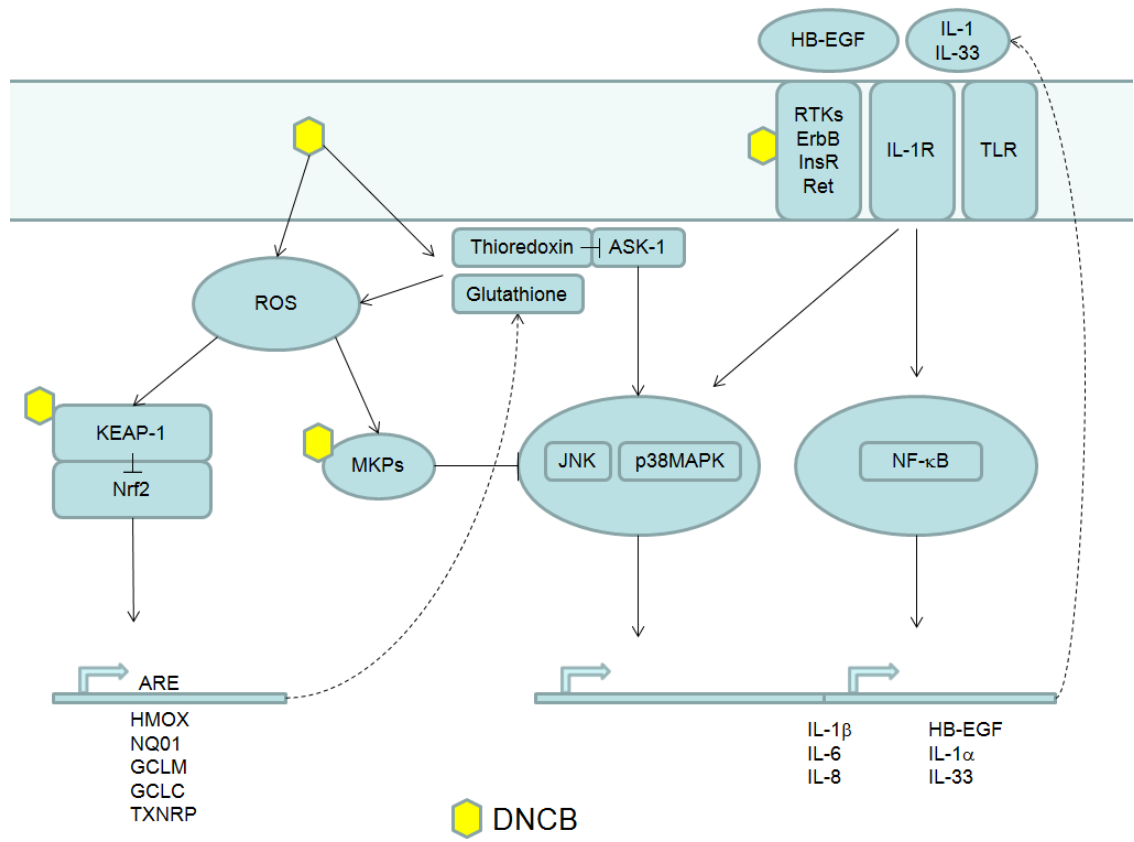 HB-EGF
IL-1
IL-33
RTKs
ErbB
InsR
Ret
IL-1R
TLR
Thioredoxin
ASK-1
Glutathione
ROS
KEAP-1
Nrf2
MKPs
JNK
p38MAPK
NF-κB
ARE
HMOX
NQ01
GCLM
GCLC
TXNRP
IL-1β
IL-6
IL-8
HB-EGF
IL-1α
IL-33
DNCB